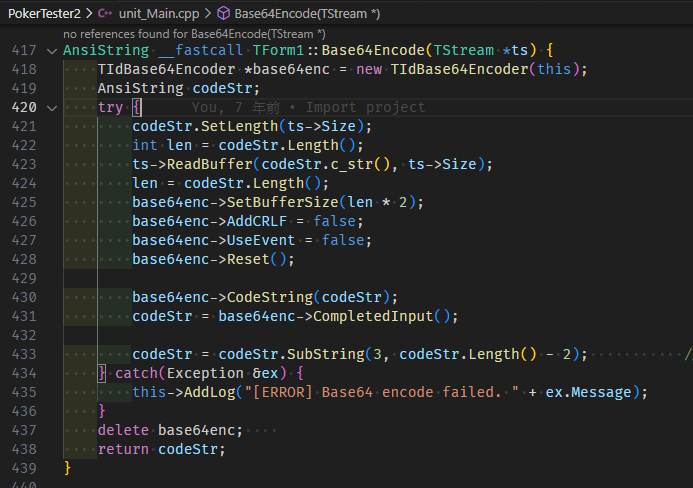 PokerTester2 > C++ unit_Main.cpp > Base64Encode(TStream *)
no references found for Base64Encode(TStream *)
417 AnsiString __fastcall TForm1::Base64Encode(TStream *ts) {
418 TIdBase64Encoder *base64enc = new TIdBase64Encoder(this);
419 AnsiString codeStr;
420 try { You, 7 年前 • Import project
421 codeStr.SetLength(ts->Size);
422 int len = codeStr.Length();
423 ts->ReadBuffer(codeStr.c_str(), ts->Size);
424 len = codeStr.Length();
425 base64enc->SetBufferSize(len * 2);
426 base64enc->AddCRLF = false;
427 base64enc->UseEvent = false;
428 base64enc->Reset();
429
430 base64enc->CodeString(codeStr);
431 codeStr = base64enc->CompletedInput();
432
433 codeStr = codeStr.SubString(3, codeStr.Length() - 2); /
434 } catch(Exception &ex) {
435 this->AddLog("[ERROR] Base64 encode failed. " + ex.Message);
436 }
437 delete base64enc;
438 return codeStr;
439 }